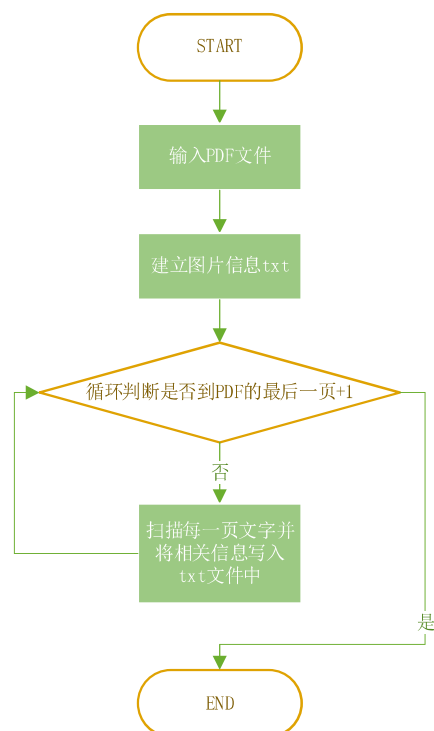 START
输入PDF文件
建立图片信息txt
循环判断是否到PDF的最后一页+1
否
扫描每一页文字并
将相关信息写入
txt文件中
是
END